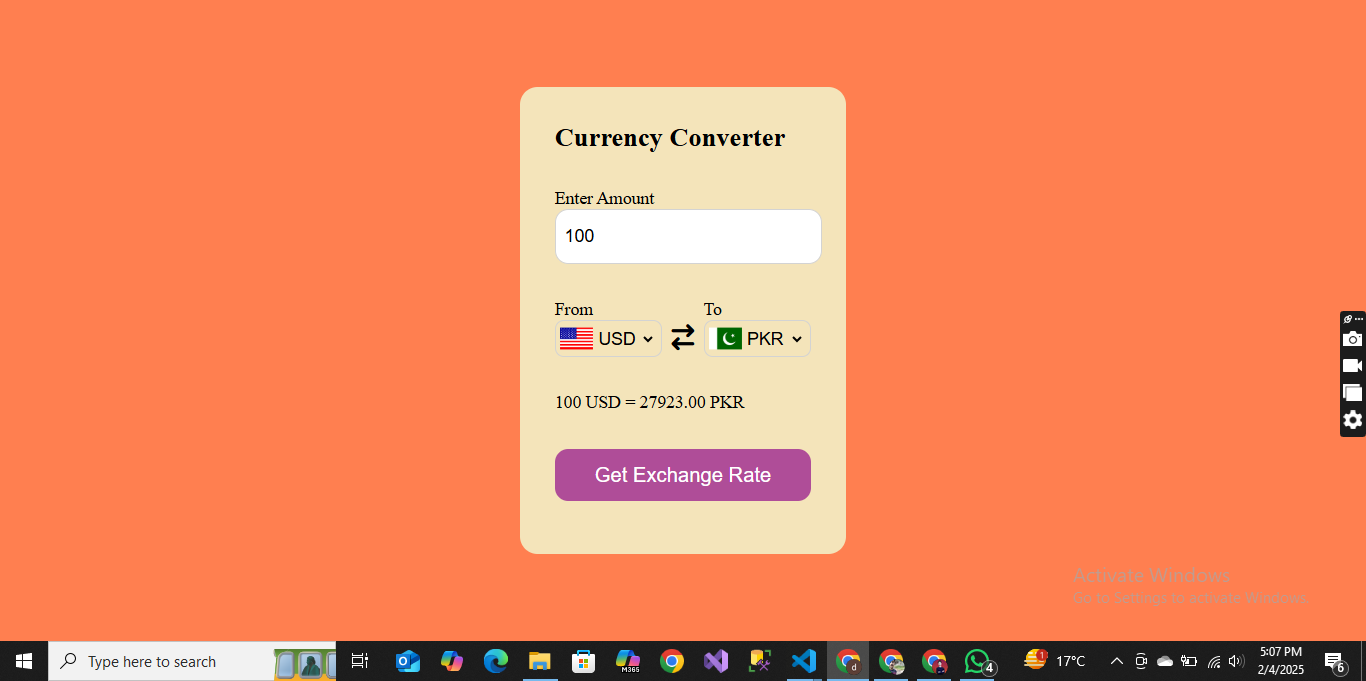 Currency Converter
Enter Amount
100
From To
USD PKR
100 USD = 27923.00 PKR
Get Exchange Rate
Activate Windows
Go to Settings to activate Windows.
Type here to search
M365
d
4
1
17°C
5:07 PM
2/4/2025
6